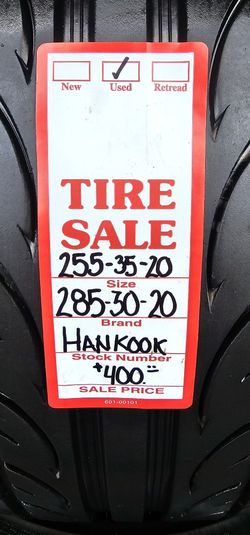 New Used Retread
TIRE
SALE
255-35-20
Size
285-30-20
Brand
HANKOOK
Stock Number
$400.=
SALE PRICE
601-00101